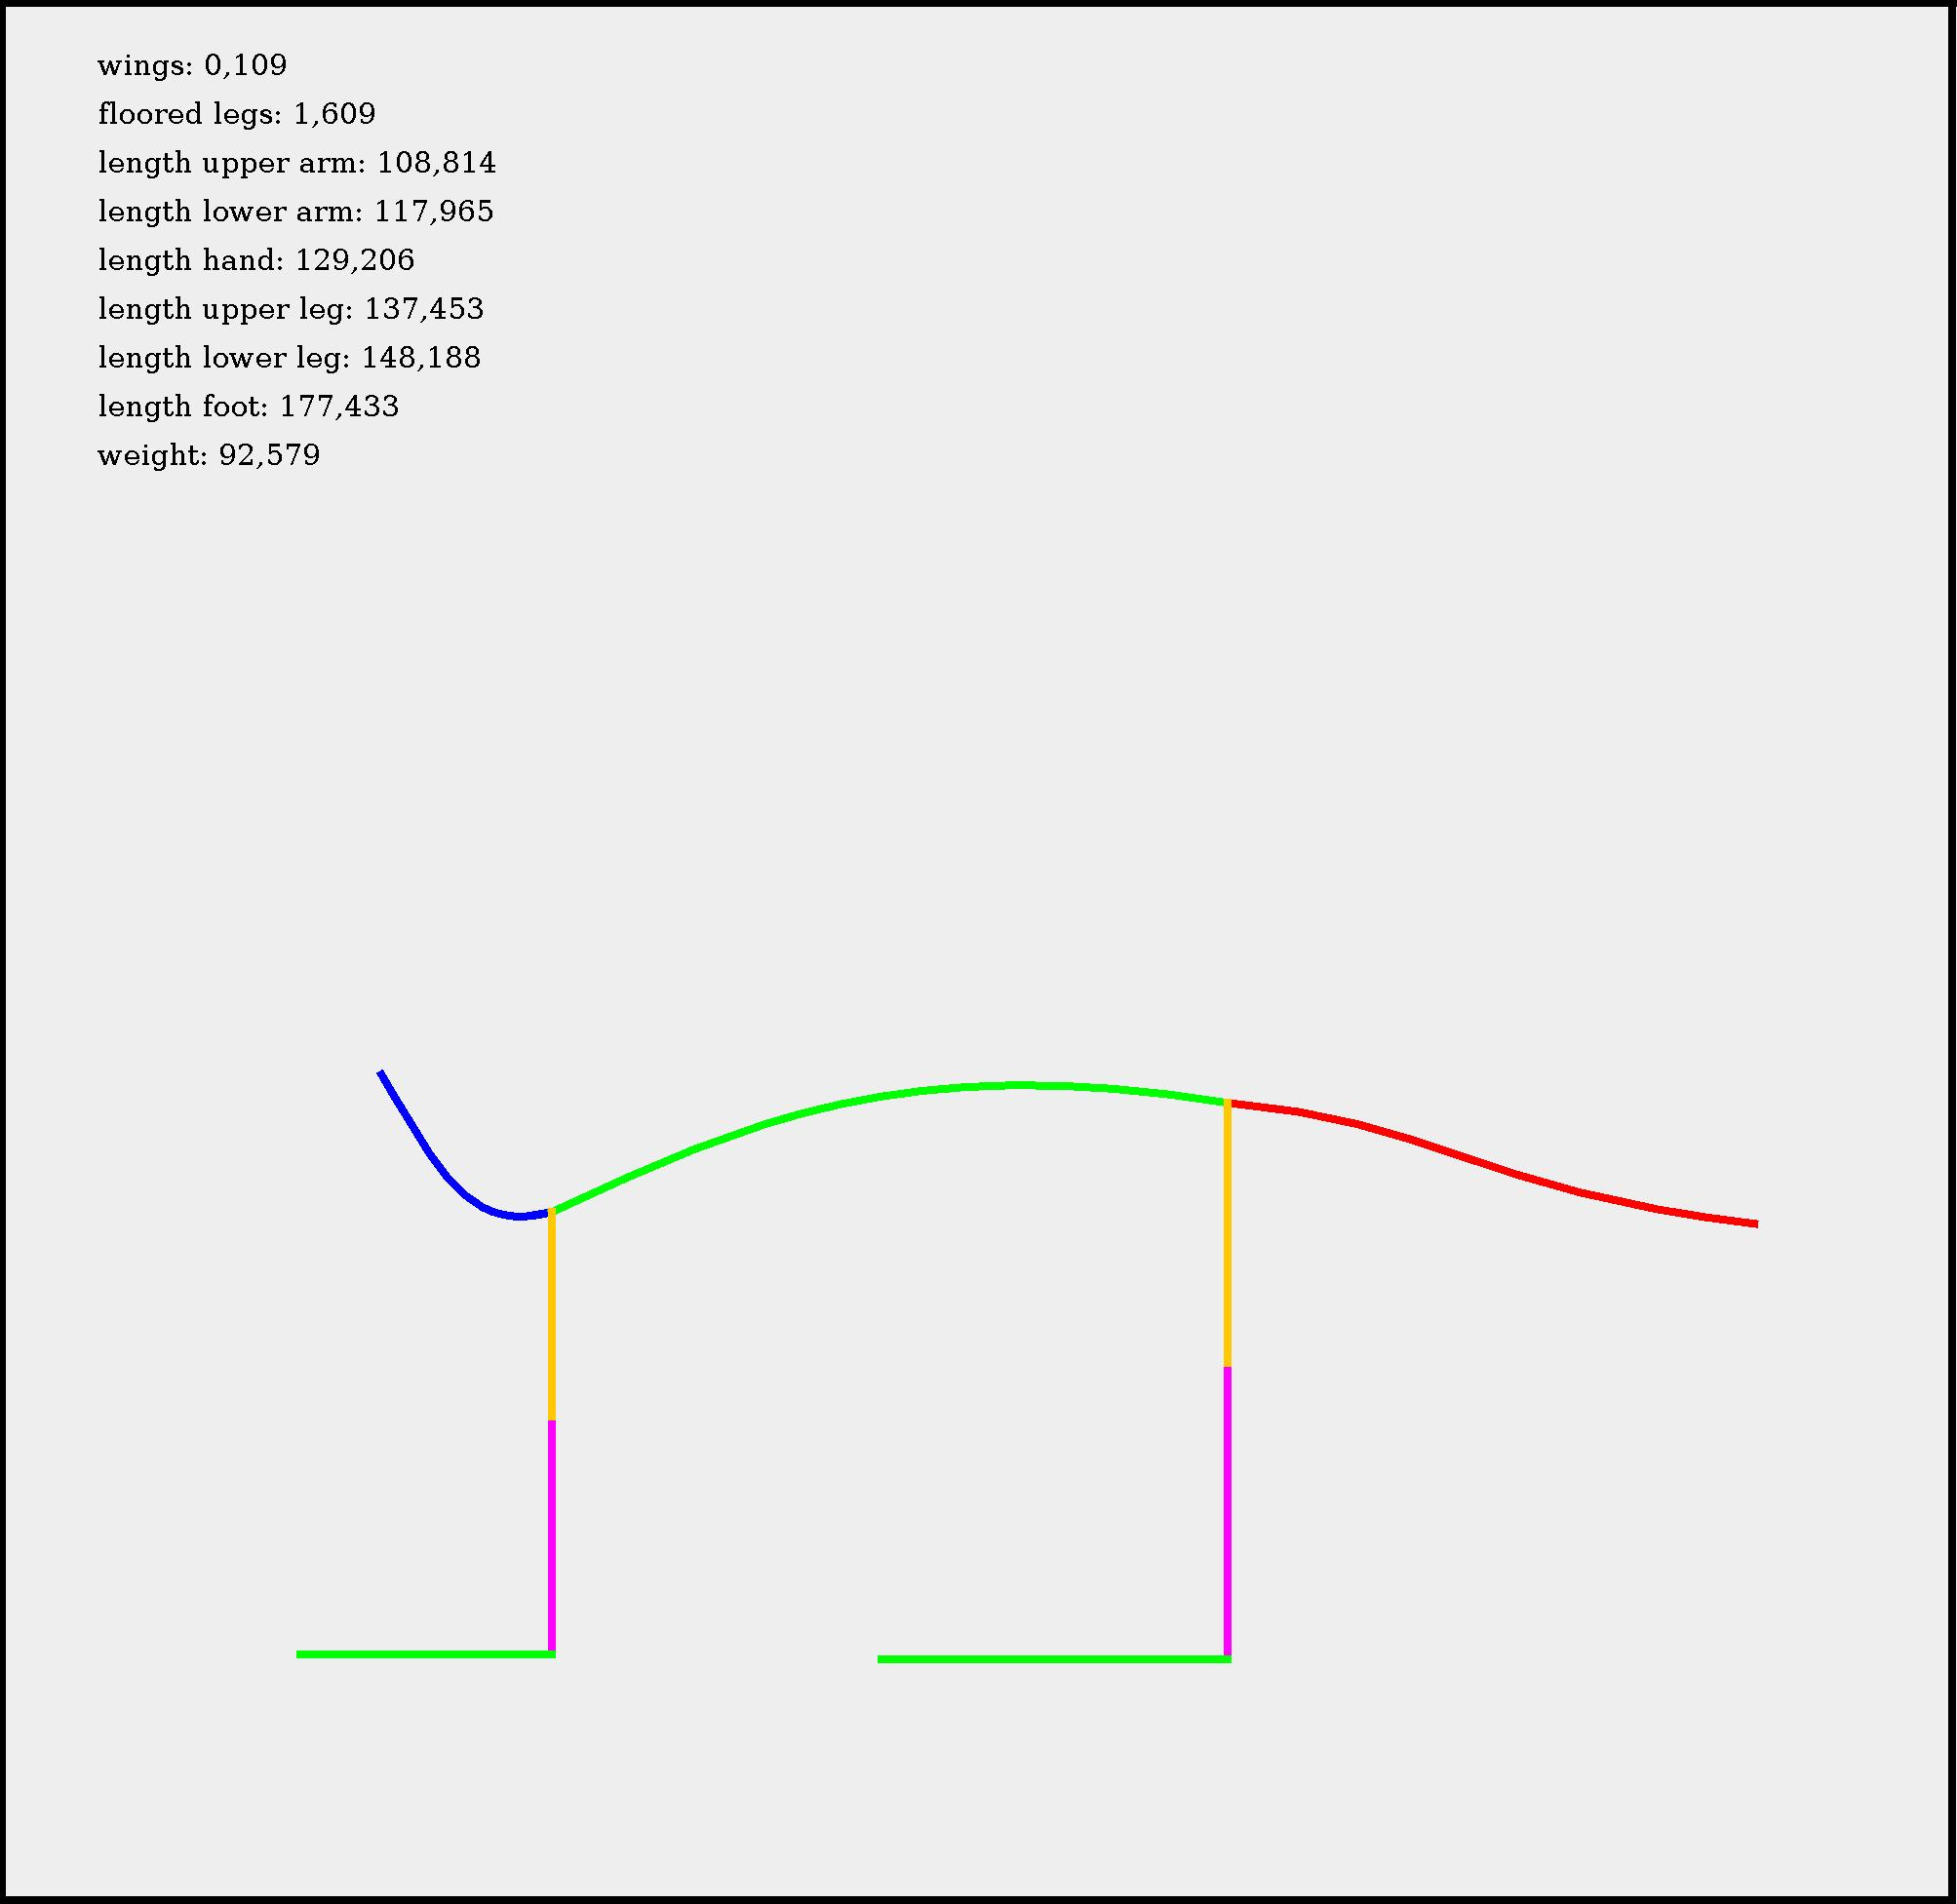 wings: 0,109
floored legs: 1,609
length upper arm: 108,814
length lower arm: 117,965
length hand: 129,206
length upper leg: 137,453
length lower leg: 148,188
length foot: 177,433
weight: 92,579